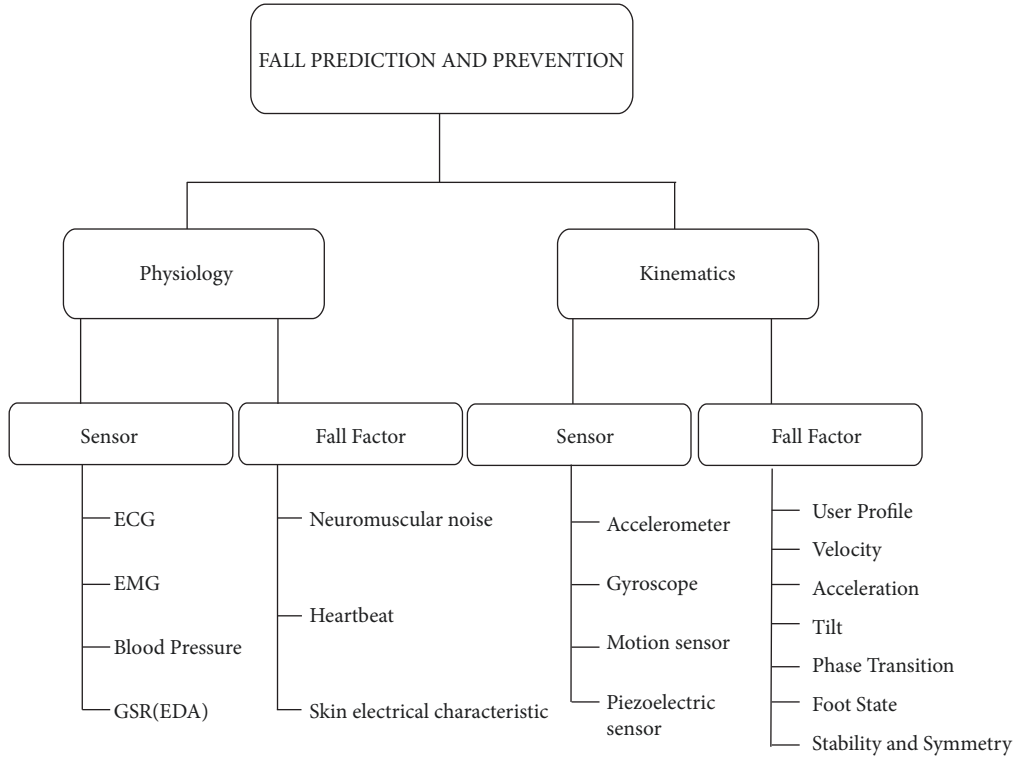 FALL PREDICTION AND PREVENTION
Physiology
Kinematics
Sensor
Fall Factor
Sensor
Fall Factor
ECG
EMG
Blood Pressure
GSR(EDA)
Neuromuscular noise
Heartbeat
Skin electrical characteristic
Accelerometer
Gyroscope
Motion sensor
Piezoelectric
sensor
User Profile
Velocity
Acceleration
Tilt
Phase Transition
Foot State
Stability and Symmetry